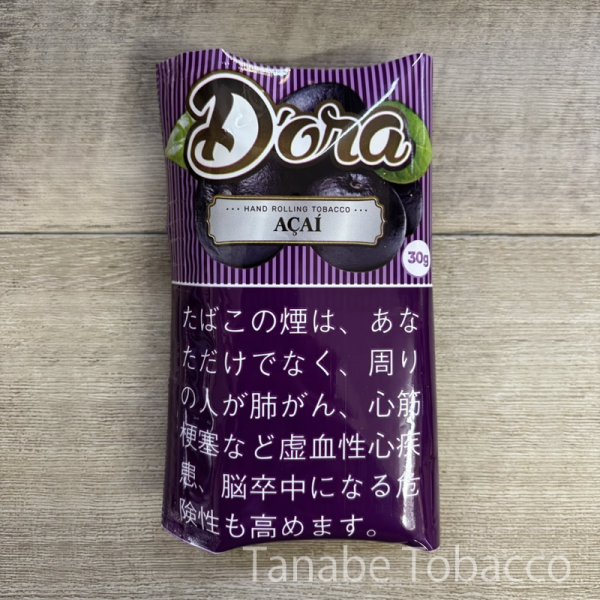 D'ora
HAND ROLLING TOBACCO
AÇAÍ
30g
たばこの煙は、あな
ただけでなく、周り
の人が肺がん、心筋
梗塞など虚血性心疾
患、脳卒中になる危
険性も高めます。
Tanabe Tobacco